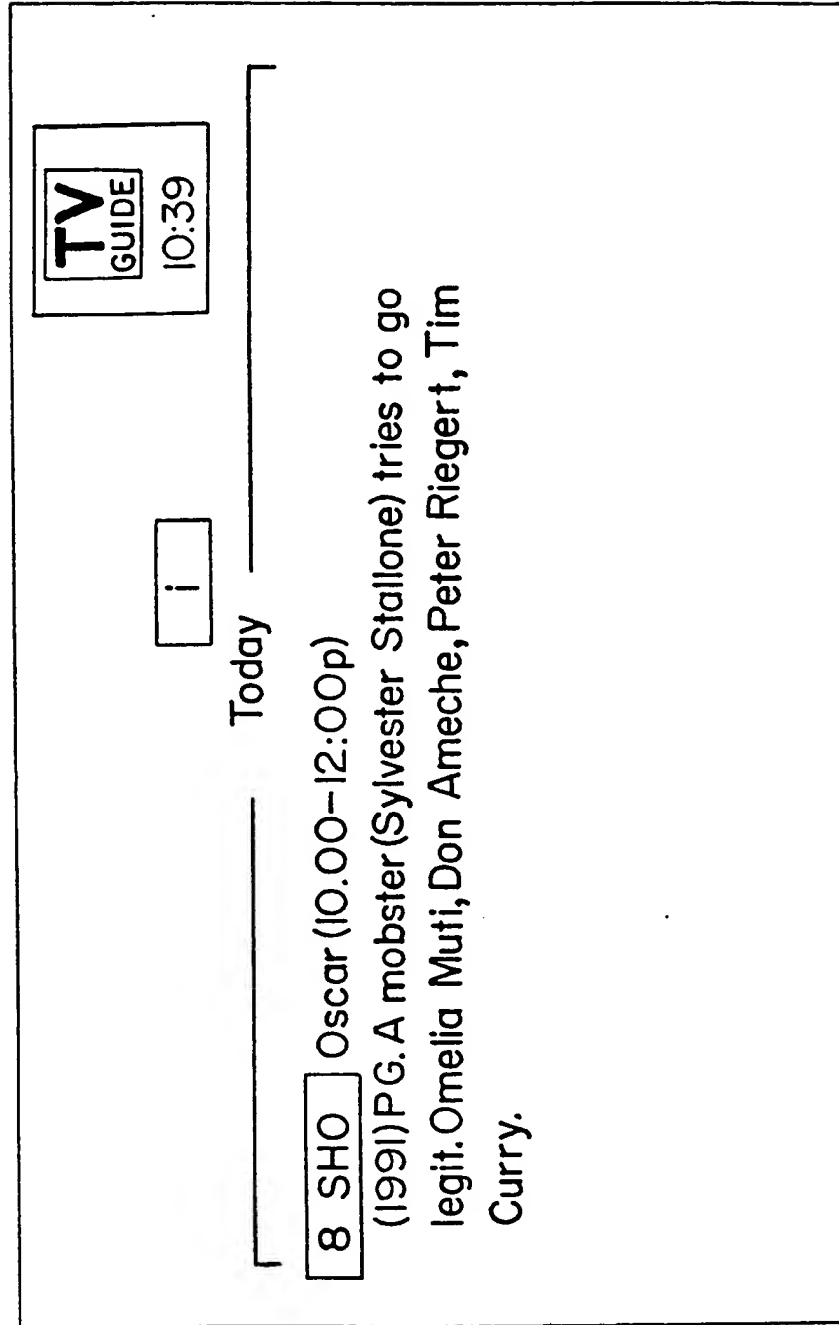 TV
GUIDE
10:39
i
Today
8 SHO Oscar (10.00-12:00p)
(1991) PG. A mobster (Sylvester Stallone) tries to go
legit. Omelia Muti, Don Ameche, Peter Riegert, Tim
Curry.